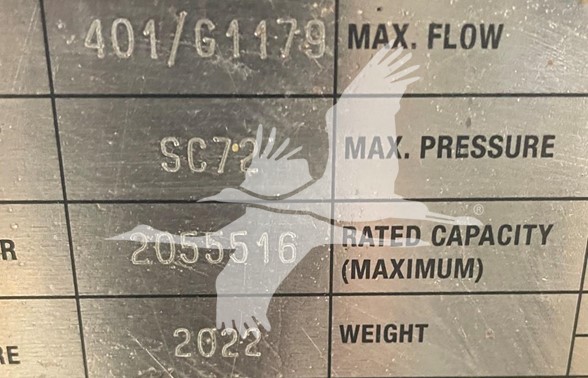 401/G1179 MAX. FLOW
SC72 MAX. PRESSURE
R 2055516 RATED CAPACITY
(MAXIMUM)
RE 2022 WEIGHT